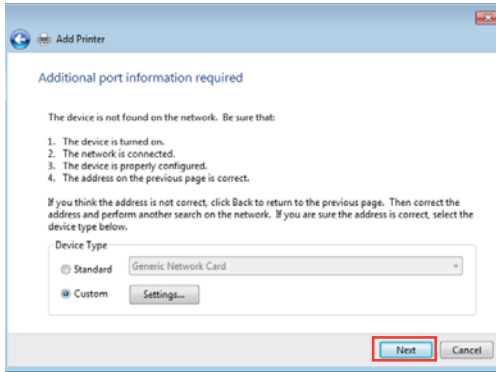 Add Printer
Additional port information required
The device is not found on the network. Be sure that:
1. The device is turned on.
2. The network is connected.
3. The device is properly configured.
4. The address on the previous page is correct.
If you think the address is not correct, click Back to return to the previous page. Then correct the
address and perform another search on the network. If you are sure the address is correct, select the
device type below.
Device Type
Standard
Generic Network Card
Custom
Settings...
Next
Cancel